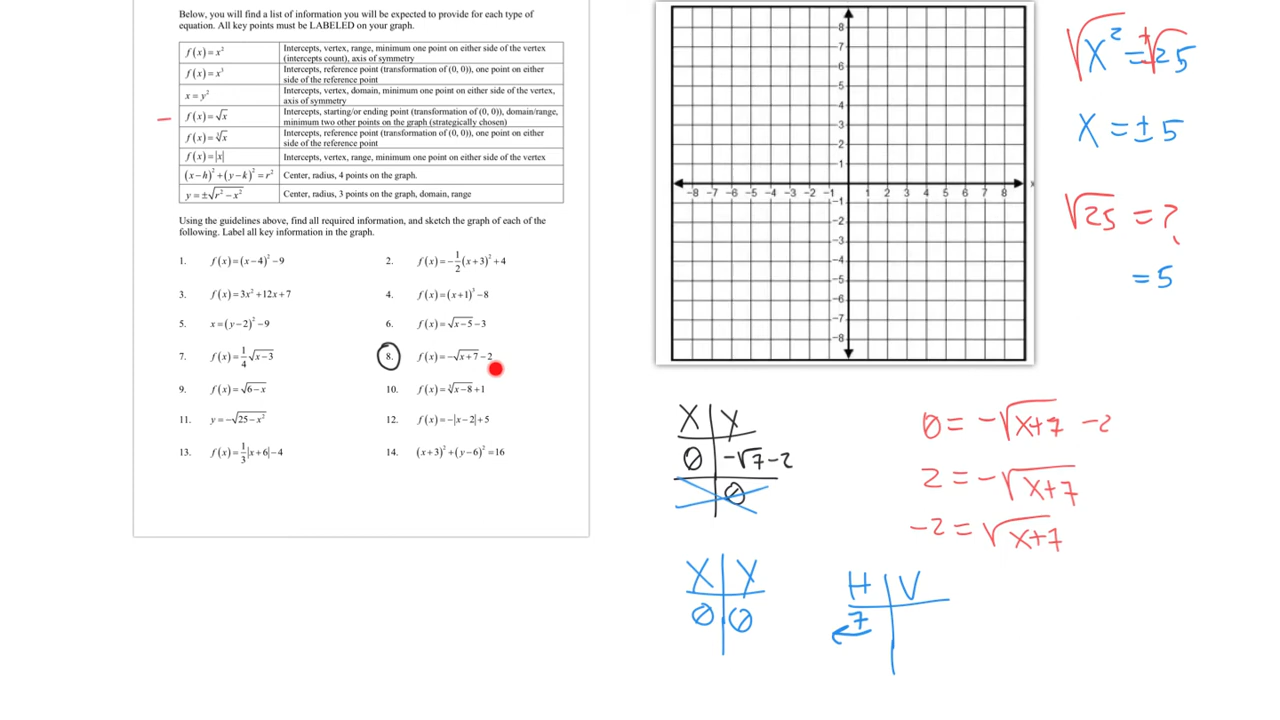 Below, you will find a list of information you will be expected to provide for each type of
equation. All key points must be LABELED on your graph.
f(x)=x² Intercepts, vertex, range, minimum one point on either side of the vertex
(intercepts count), axis of symmetry
f(x)=x³ Intercepts, reference point (transformation of (0, 0)), one point on either
side of the reference point
x=y² Intercepts, vertex, domain, minimum one point on either side of the vertex,
axis of symmetry
f(x)=√x Intercepts, starting/ending point (transformation of (0, 0)), domain/range,
minimum two other points on the graph (strategically chosen)
f(x)=∛x Intercepts, reference point (transformation of (0, 0)), one point on either
side of the reference point
f(x)=|x| Intercepts, vertex, range, minimum one point on either side of the vertex
(x−h)²+(y−k)²=r² Center, radius, 4 points on the graph.
y=±√(r²−x²) Center, radius, 3 points on the graph, domain, range
Using the guidelines above, find all required information, and sketch the graph of each of the
following. Label all key information in the graph.
1. f(x)=(x−4)²−9
2. f(x)=−1/2(x+3)²+4
3. f(x)=3x²+12x+7
4. f(x)=(x+1)³−8
5. x=(y−2)²−9
6. f(x)=√(x−5)−3
7. f(x)=1/4√(x−3)
8. f(x)=−√(x+7)−2
9. f(x)=√(6−x)
10. f(x)=∛(x−8)+1
11. y=−√(25−x²)
12. f(x)=−|x−2|+5
13. f(x)=1/3|x+6|−4
14. (x+3)²+(y−6)²=16
8
7
6
5
4
3
2
1
−8 −7 −6 −5 −4 −3 −2 −1 1 2 3 4 5 6 7 8 x
−1
−2
−3
−4
−5
−6
−7
−8
√x² = ±√25
X = ±5
√25 = ?
= 5
X Y
0 −√7−2
0
0 = −√(x+7) −2
2 = −√(x+7)
−2 = √(x+7)
X Y
0 0
H V
7